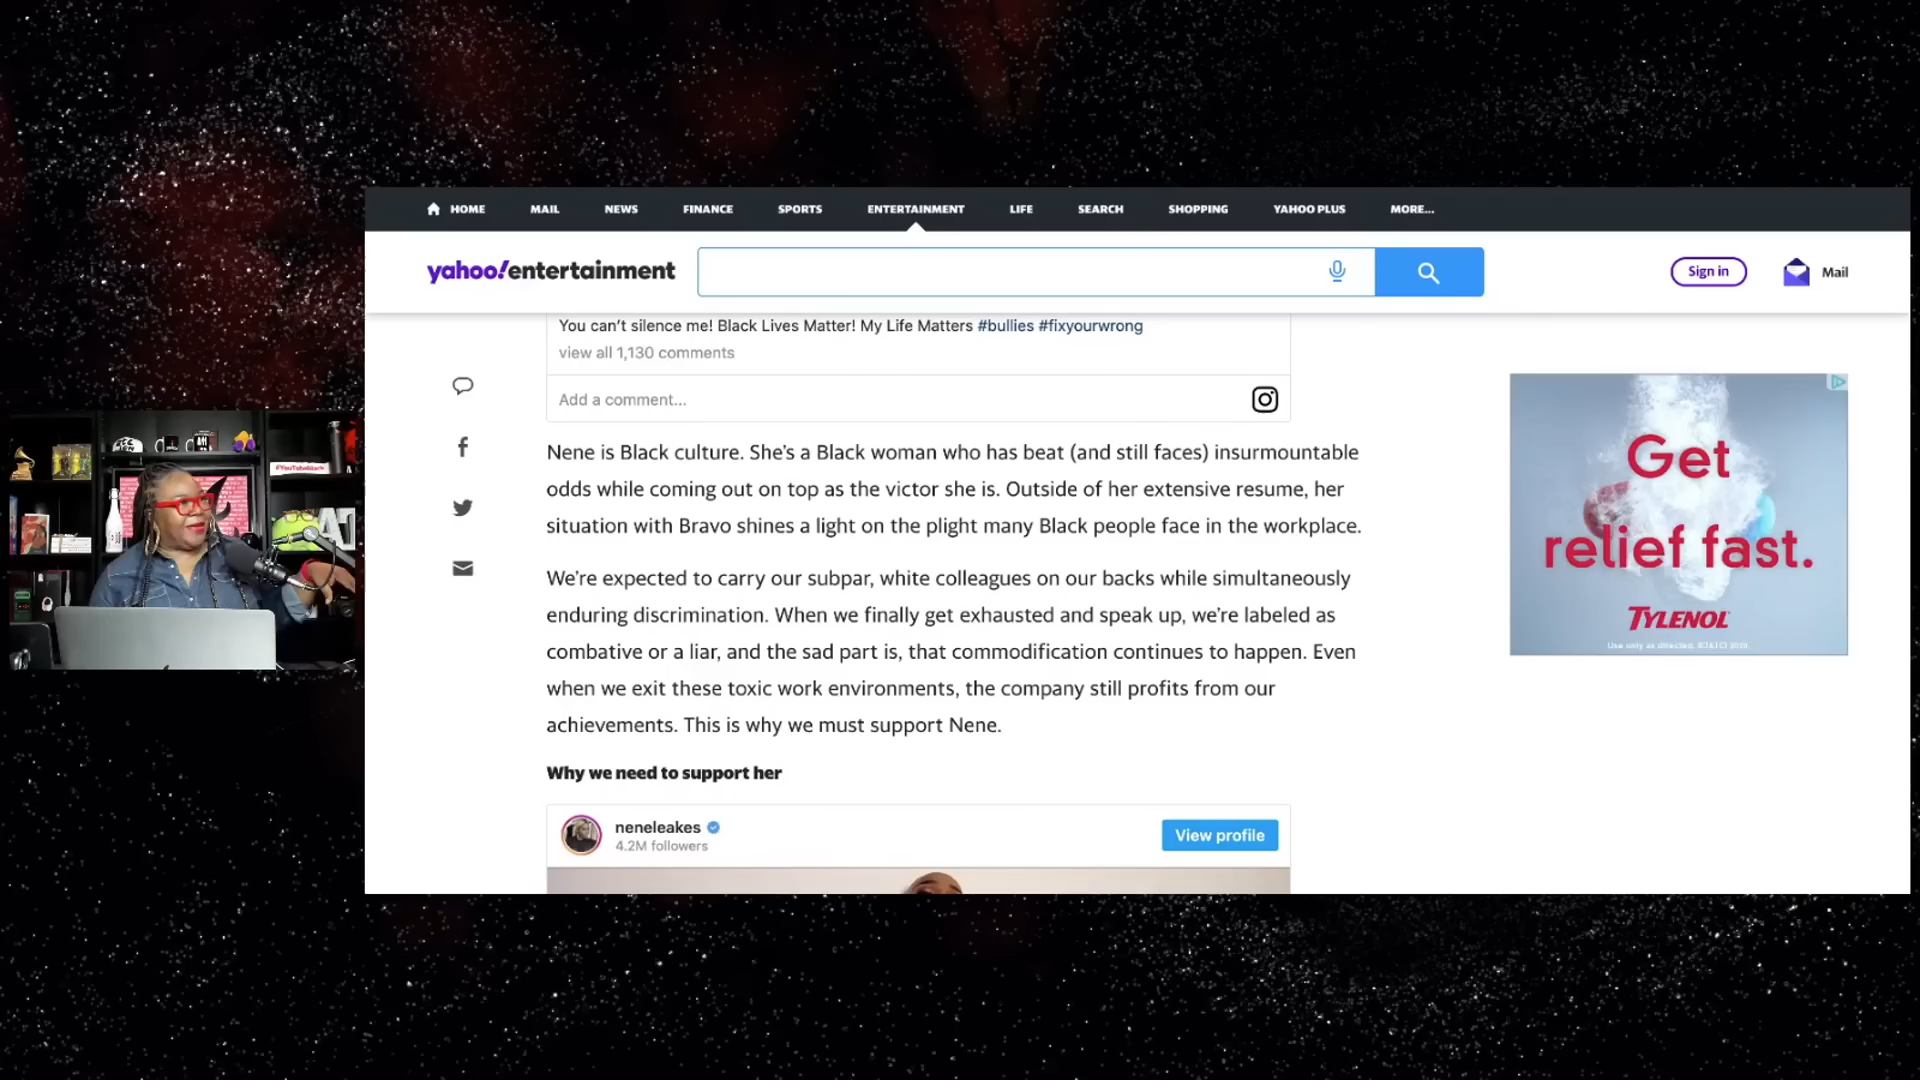 HOME MAIL NEWS FINANCE SPORTS ENTERTAINMENT LIFE SEARCH SHOPPING YAHOO PLUS MORE...
yahoo!entertainment
Sign in
Mail
You can't silence me! Black Lives Matter! My Life Matters #bullies #fixyourwrong
view all 1,130 comments
Add a comment...
Nene is Black culture. She's a Black woman who has beat (and still faces) insurmountable
odds while coming out on top as the victor she is. Outside of her extensive resume, her
situation with Bravo shines a light on the plight many Black people face in the workplace.
We're expected to carry our subpar, white colleagues on our backs while simultaneously
enduring discrimination. When we finally get exhausted and speak up, we're labeled as
combative or a liar, and the sad part is, that commodification continues to happen. Even
when we exit these toxic work environments, the company still profits from our
achievements. This is why we must support Nene.
Why we need to support her
neneleakes
4.2M followers
View profile
Get
relief fast.
TYLENOL
Use only as directed.
#YouTubeBlack